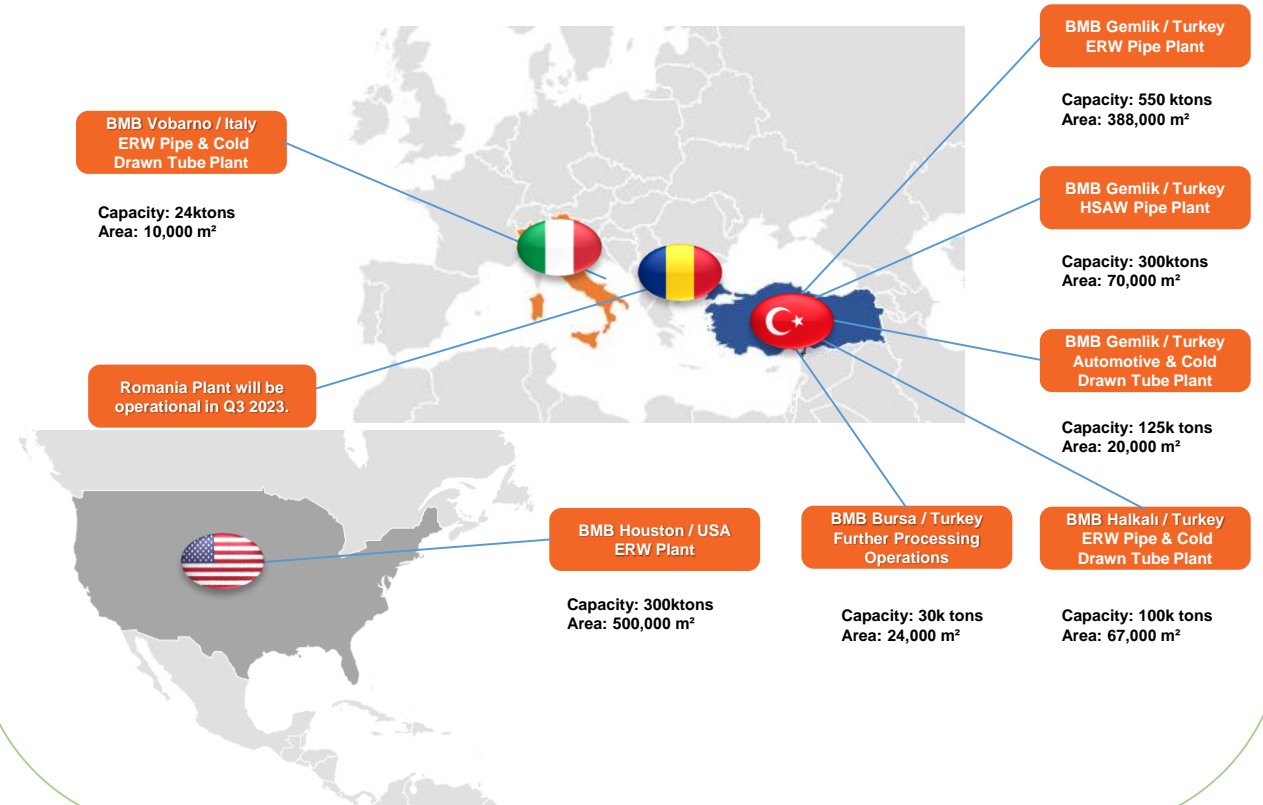 BMB Gemlik / Turkey
ERW Pipe Plant
Capacity: 550 ktons
Area: 388,000 m²
BMB Vobarno / Italy
ERW Pipe & Cold
Drawn Tube Plant
Capacity: 24ktons
Area: 10,000 m²
BMB Gemlik / Turkey
HSAW Pipe Plant
Capacity: 300ktons
Area: 70,000 m²
BMB Gemlik / Turkey
Automotive & Cold
Drawn Tube Plant
Capacity: 125k tons
Area: 20,000 m²
Romania Plant will be
operational in Q3 2023.
BMB Houston / USA
ERW Plant
Capacity: 300ktons
Area: 500,000 m²
BMB Bursa / Turkey
Further Processing
Operations
Capacity: 30k tons
Area: 24,000 m²
BMB Halkalı / Turkey
ERW Pipe & Cold
Drawn Tube Plant
Capacity: 100k tons
Area: 67,000 m²